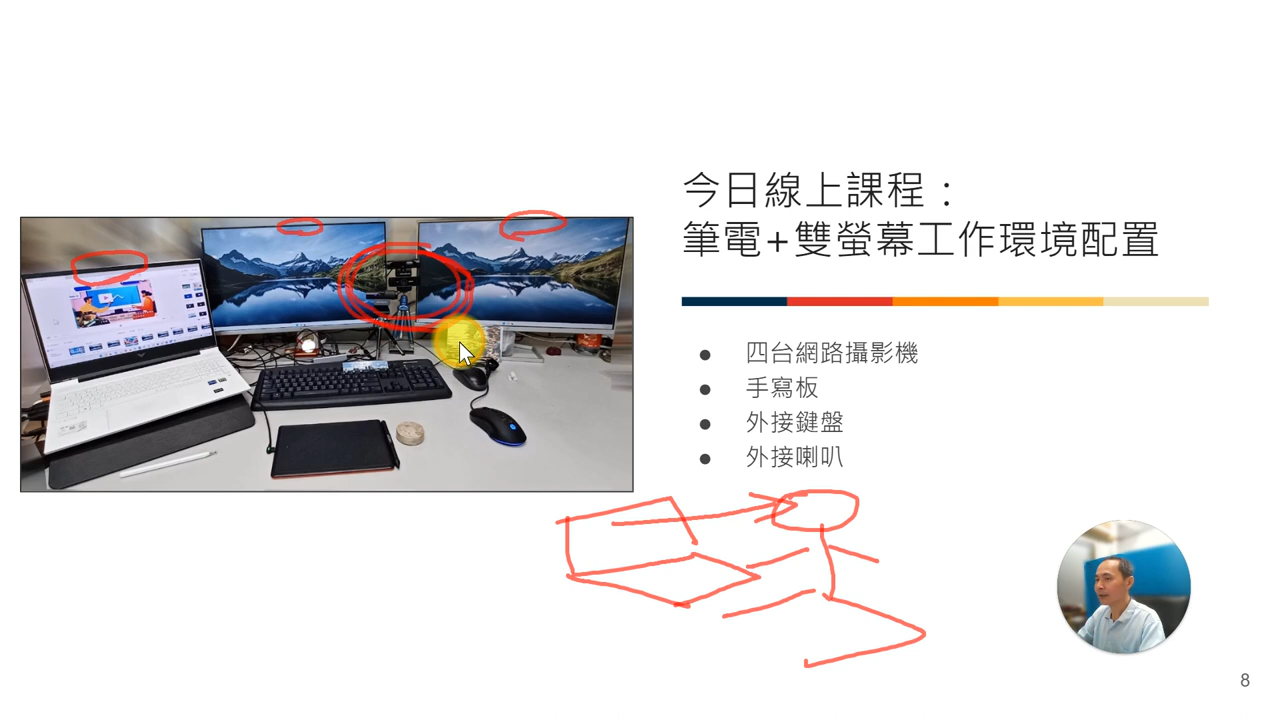 今日線上課程：
筆電+雙螢幕工作環境配置
● 四台網路攝影機
● 手寫板
● 外接鍵盤
● 外接喇叭
8